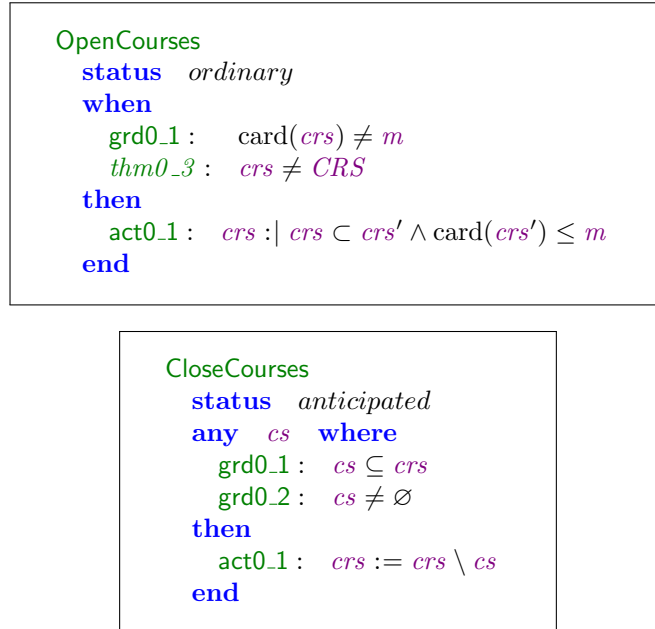 OpenCourses
status ordinary
when
grd0_1 : card(crs) ≠ m
thm0_3 : crs ≠ CRS
then
act0_1 : crs :| crs ⊂ crs′ ∧ card(crs′) ≤ m
end
CloseCourses
status anticipated
any cs where
grd0_1 : cs ⊆ crs
grd0_2 : cs ≠ ∅
then
act0_1 : crs := crs \ cs
end